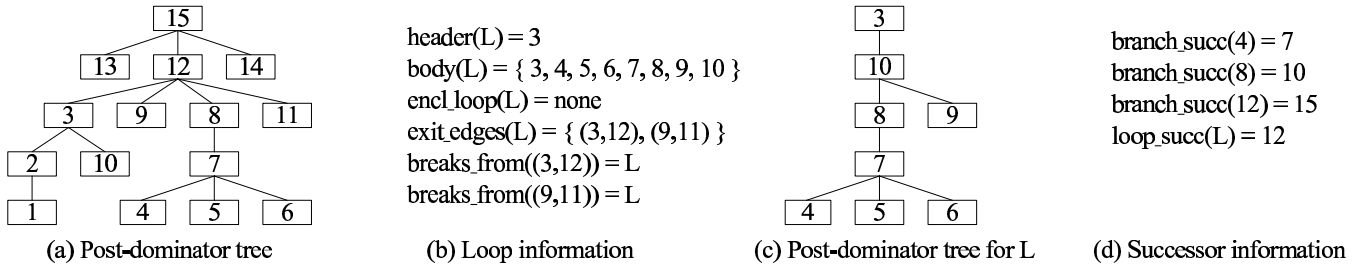 15
13 12 14
3 9 8 11
2 10 7
1 4 5 6
(a) Post-dominator tree
header(L) = 3
body(L) = { 3, 4, 5, 6, 7, 8, 9, 10 }
encl_loop(L) = none
exit_edges(L) = { (3,12), (9,11) }
breaks_from((3,12)) = L
breaks_from((9,11)) = L
(b) Loop information
3
10
8 9
7
4 5 6
(c) Post-dominator tree for L
branch_succ(4) = 7
branch_succ(8) = 10
branch_succ(12) = 15
loop_succ(L) = 12
(d) Successor information